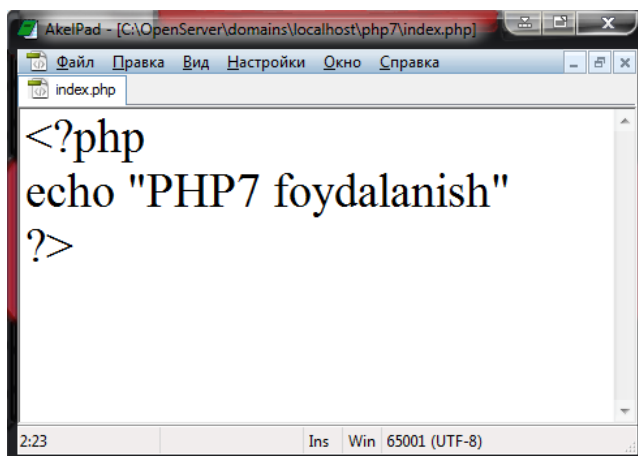 AkelPad - [C:\OpenServer\domains\localhost\php7\index.php]
Файл Правка Вид Настройки Окно Справка
index.php
<?php
echo "PHP7 foydalanish"
?>
2:23 Ins Win 65001 (UTF-8)